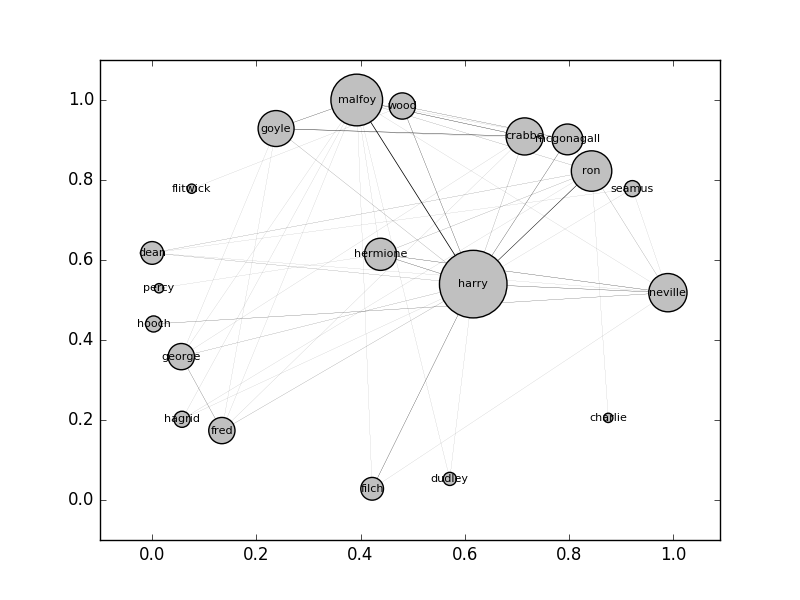 1.0
0.8
0.6
0.4
0.2
0.0
malfoy
wood
goyle
crabbe
mcgonagall
ron
flitwick
seamus
dean
hermione
percy
harry
neville
hooch
george
hagrid
fred
charlie
filch
dudley
0.0
0.2
0.4
0.6
0.8
1.0